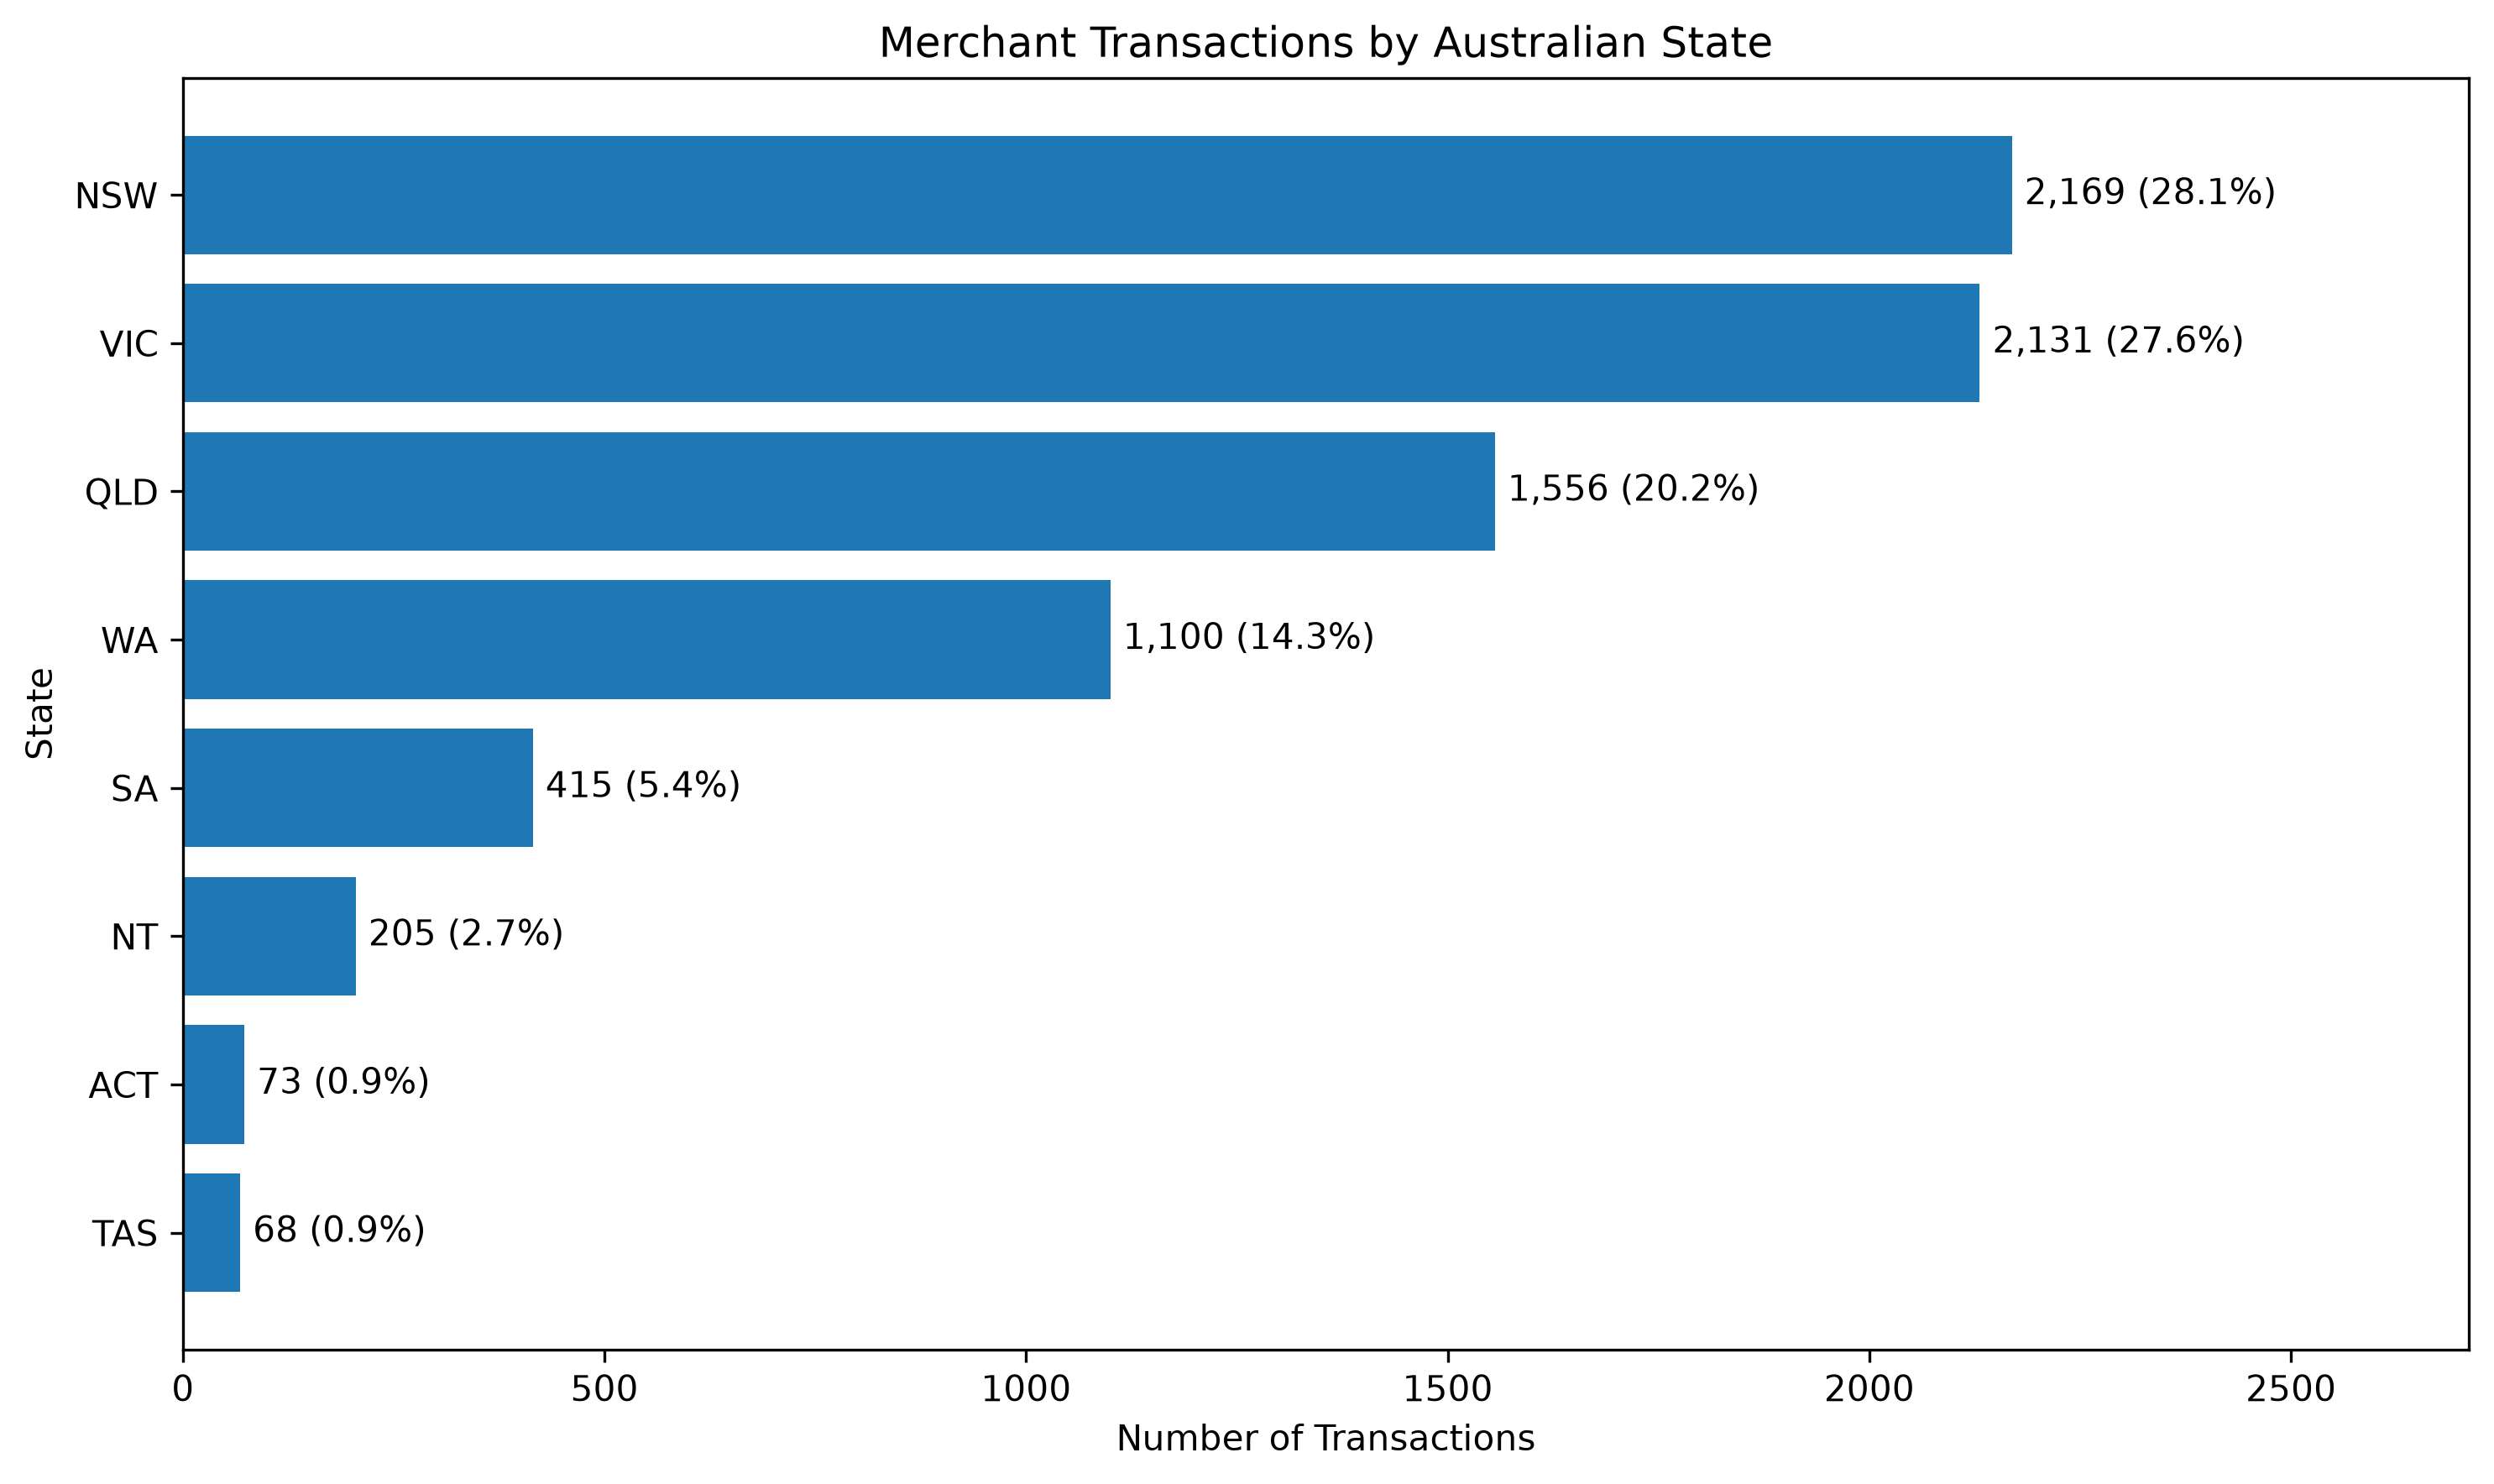 Merchant Transactions by Australian State
NSW 2,169 (28.1%)
VIC 2,131 (27.6%)
QLD 1,556 (20.2%)
WA 1,100 (14.3%)
SA 415 (5.4%)
NT 205 (2.7%)
ACT 73 (0.9%)
TAS 68 (0.9%)
State
0 500 1000 1500 2000 2500
Number of Transactions